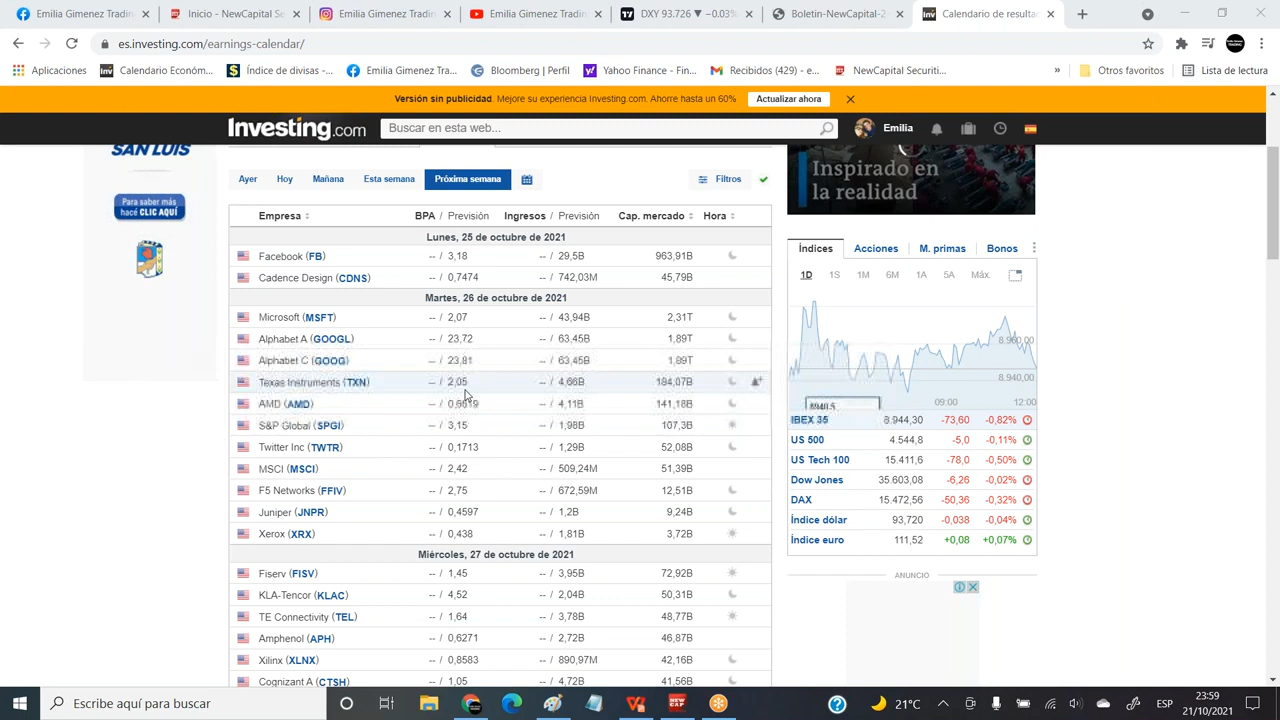 Emilia Gimenez Tradin
Inicio - NewCapital Se
Emilia Gimenez Tradin
Emilia Gimenez Tradin
DXY 93.726 ▼ −0.03%
Boletin-NewCapital-2
Calendario de resulta
es.investing.com/earnings-calendar/
Aplicaciones
Calendario Económ...
Índice de divisas -...
Emilia Gimenez Tra...
Bloomberg | Perfil
Yahoo Finance - Fin...
Recibidos (429) - e...
NewCapital Securiti...
»
Otros favoritos
Lista de lectura
Versión sin publicidad. Mejore su experiencia Investing.com. Ahorre hasta un 60%
Actualizar ahora
Investing.com
Buscar en esta web...
Emilia
SAN LUIS
Para saber más
hacé CLIC AQUÍ
Ayer
Hoy
Mañana
Esta semana
Próxima semana
Filtros
Inspirado en
la realidad
Empresa
BPA / Previsión
Ingresos / Previsión
Cap. mercado
Hora
Lunes, 25 de octubre de 2021
Facebook (FB) -- / 3,18 -- / 29,5B 963,91B
Cadence Design (CDNS) -- / 0,7474 -- / 742,03M 45,79B
Martes, 26 de octubre de 2021
Microsoft (MSFT) -- / 2,07 -- / 43,94B 2,31T
Alphabet A (GOOGL) -- / 23,72 -- / 63,45B 1,89T
Alphabet C (GOOG) -- / 23,81 -- / 63,45B 1,89T
Texas Instruments (TXN) -- / 2,05 -- / 4,66B 184,07B
AMD (AMD) -- / -- / 4,11B
S&P Global (SPGI) -- / 3,15 -- / 1,98B 107,3B
Twitter Inc (TWTR) -- / 0,1713 -- / 1,29B 52,08B
MSCI (MSCI) -- / 2,42 -- / 509,24M 51,39B
F5 Networks (FFIV) -- / 2,75 -- / 672,59M 12,51B
Juniper (JNPR) -- / 0,4597 -- / 1,2B 9,24B
Xerox (XRX) -- / 0,438 -- / 1,81B 3,72B
Miércoles, 27 de octubre de 2021
Fiserv (FISV) -- / 1,45 -- / 3,95B 72,92B
KLA-Tencor (KLAC) -- / 4,52 -- / 2,04B 50,31B
TE Connectivity (TEL) -- / 1,64 -- / 3,78B 48,77B
Amphenol (APH) -- / 0,6271 -- / 2,72B 46,87B
Xilinx (XLNX) -- / 0,8583 -- / 890,97M 42,16B
Cognizant A (CTSH) -- / 1,05 -- / 4,72B 41,56B
Índices
Acciones
M. primas
Bonos
1D
1S
1M
6M
1A
5A
Máx.
8.940,00
09:00
12:00
IBEX 35 -73,60 -0,82%
US 500 4.544,8 -5,0 -0,11%
US Tech 100 15.411,6 -78,0 -0,50%
Dow Jones 35.603,08 -6,26 -0,02%
DAX 15.472,56 -50,36 -0,32%
Índice dólar 93,720 -0,038 -0,04%
Índice euro 111,52 +0,08 +0,07%
ANUNCIO
Escribe aquí para buscar
NEW
CAP
21°C
ESP
23:59
21/10/2021